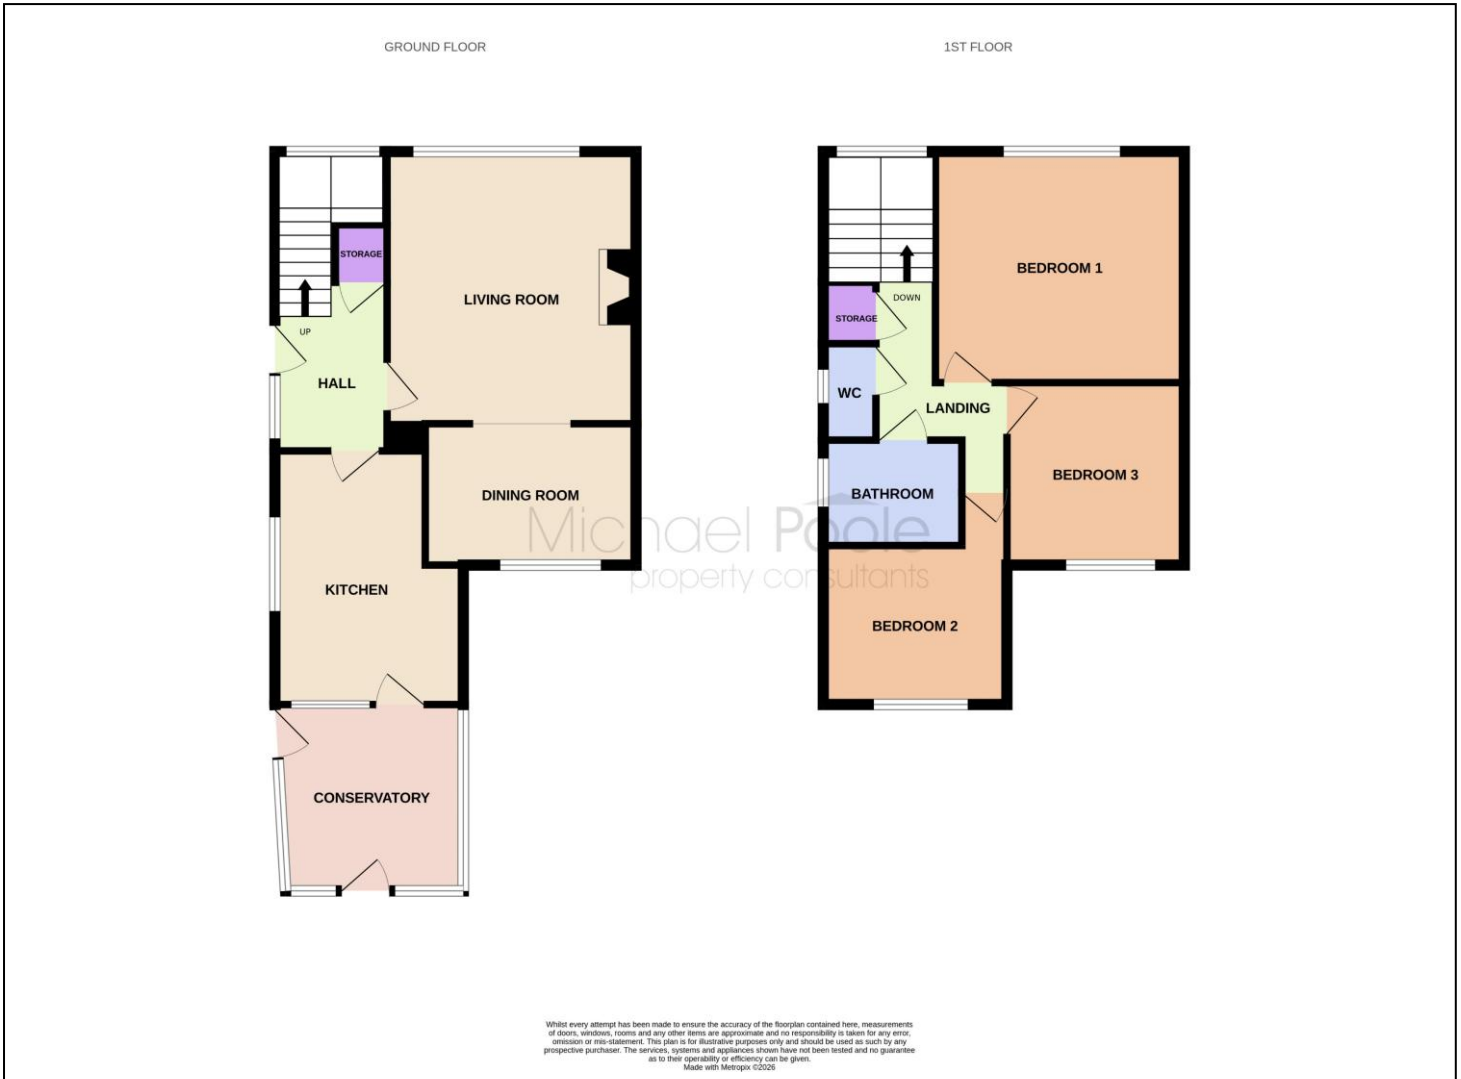 GROUND FLOOR
1ST FLOOR
STORAGE
LIVING ROOM
UP
HALL
DINING ROOM
KITCHEN
CONSERVATORY
BEDROOM 1
DOWN
STORAGE
WC
LANDING
BEDROOM 3
BATHROOM
BEDROOM 2
Michael Poole
property consultants
Whilst every attempt has been made to ensure the accuracy of the floorplan contained here, measurements
of doors, windows, rooms and any other items are approximate and no responsibility is taken for any error,
omission or mis-statement. This plan is for illustrative purposes only and should be used as such by any
prospective purchaser. The services, systems and appliances shown have not been tested and no guarantee
as to their operability or efficiency can be given.
Made with Metropix ©2026